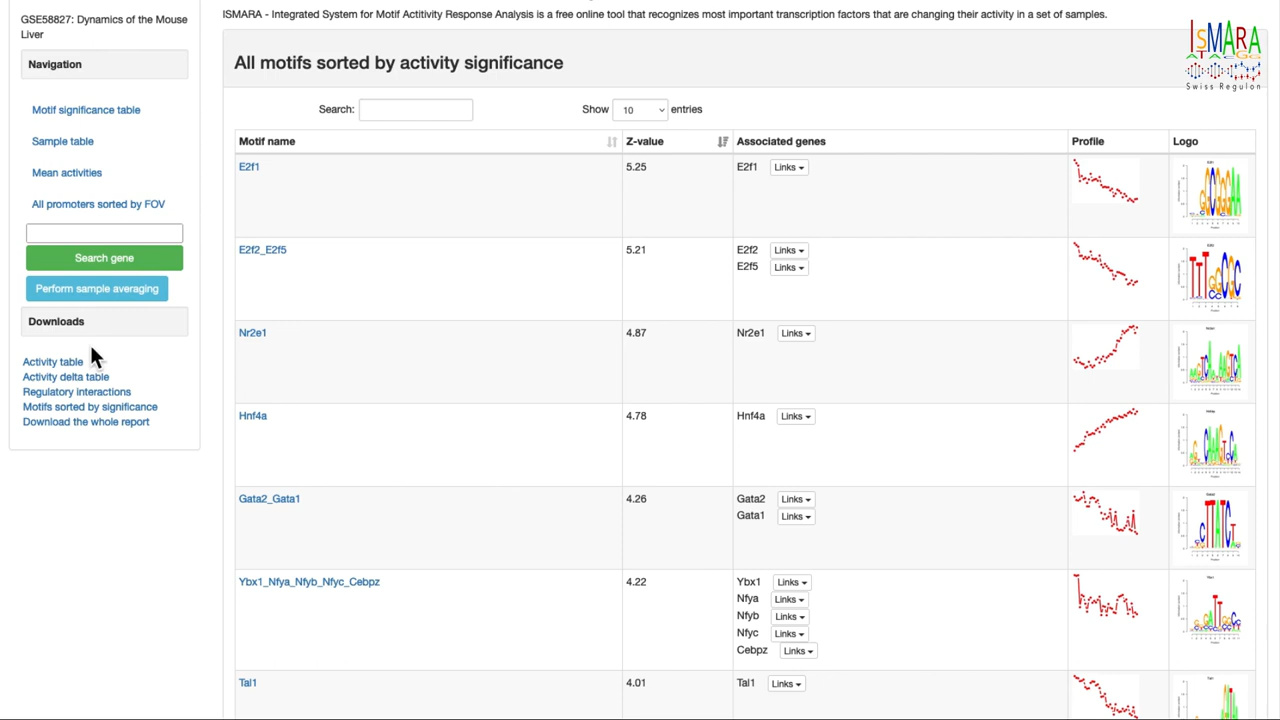 GSE58827: Dynamics of the Mouse
Liver
Navigation
Motif significance table
Sample table
Mean activities
All promoters sorted by FOV
Search gene
Perform sample averaging
Downloads
Activity table
Activity delta table
Regulatory interactions
Motifs sorted by significance
Download the whole report
ISMARA - Integrated System for Motif Actitivity Response Analysis is a free online tool that recognizes most important transcription factors that are changing their activity in a set of samples.
ISMARA
Swiss Regulon
All motifs sorted by activity significance
Search:
Show 10 entries
Motif name Z-value Associated genes Profile Logo
E2f1 5.25 E2f1 Links
E2f2_E2f5 5.21 E2f2 Links
E2f5 Links
Nr2e1 4.87 Nr2e1 Links
Hnf4a 4.78 Hnf4a Links
Gata2_Gata1 4.26 Gata2 Links
Gata1 Links
Ybx1_Nfya_Nfyb_Nfyc_Cebpz 4.22 Ybx1 Links
Nfya Links
Nfyb Links
Nfyc Links
Cebpz Links
Tal1 4.01 Tal1 Links